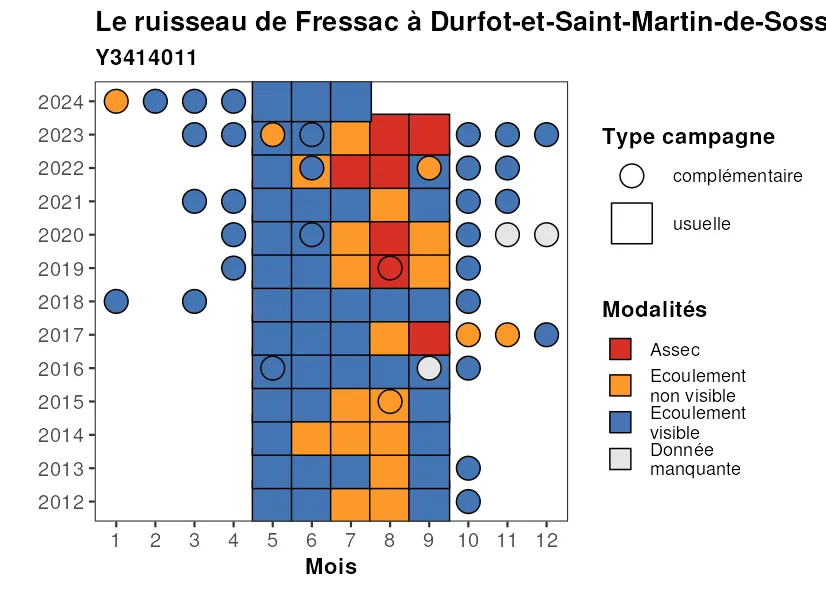 Le ruisseau de Fressac à Durfot-et-Saint-Martin-de-Soss
Y3414011
2024
2023
2022
2021
2020
2019
2018
2017
2016
2015
2014
2013
2012
1 2 3 4 5 6 7 8 9 10 11 12
Mois
Type campagne
complémentaire
usuelle
Modalités
Assec
Ecoulement
non visible
Ecoulement
visible
Donnée
manquante